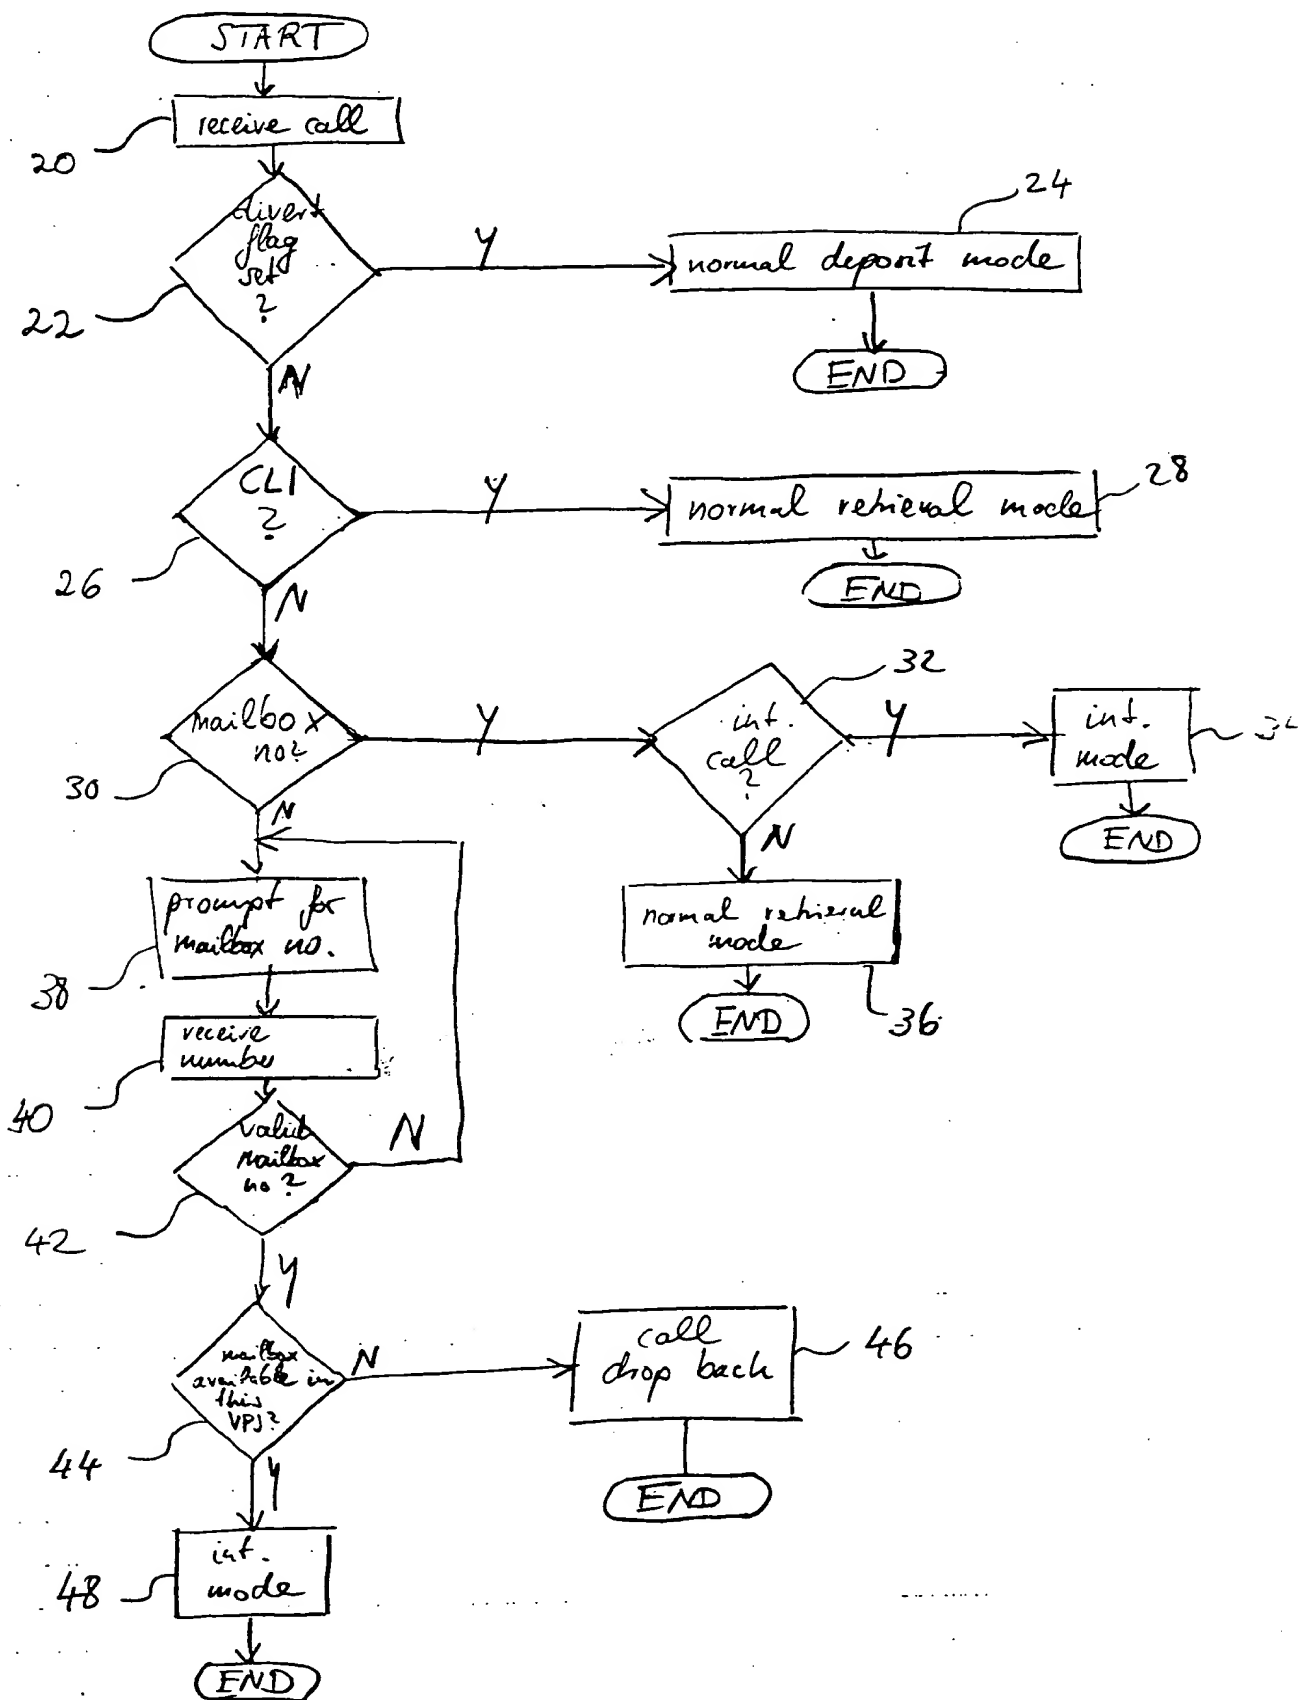 START
receive call
20
divert
flag
set
?
22
Y
24
normal deposit mode
END
N
CLI
?
26
Y
28
normal retrieval mode
END
N
mailbox
no?
30
Y
32
int.
call
?
Y
int.
mode
END
N
normal retrieval
mode
36
END
N
prompt for
mailbox no.
38
receive
number
40
valid
mailbox
no?
42
N
Y
mailbox
available in
this
VPS?
44
N
call
drop back
46
END
Y
int.
mode
48
END